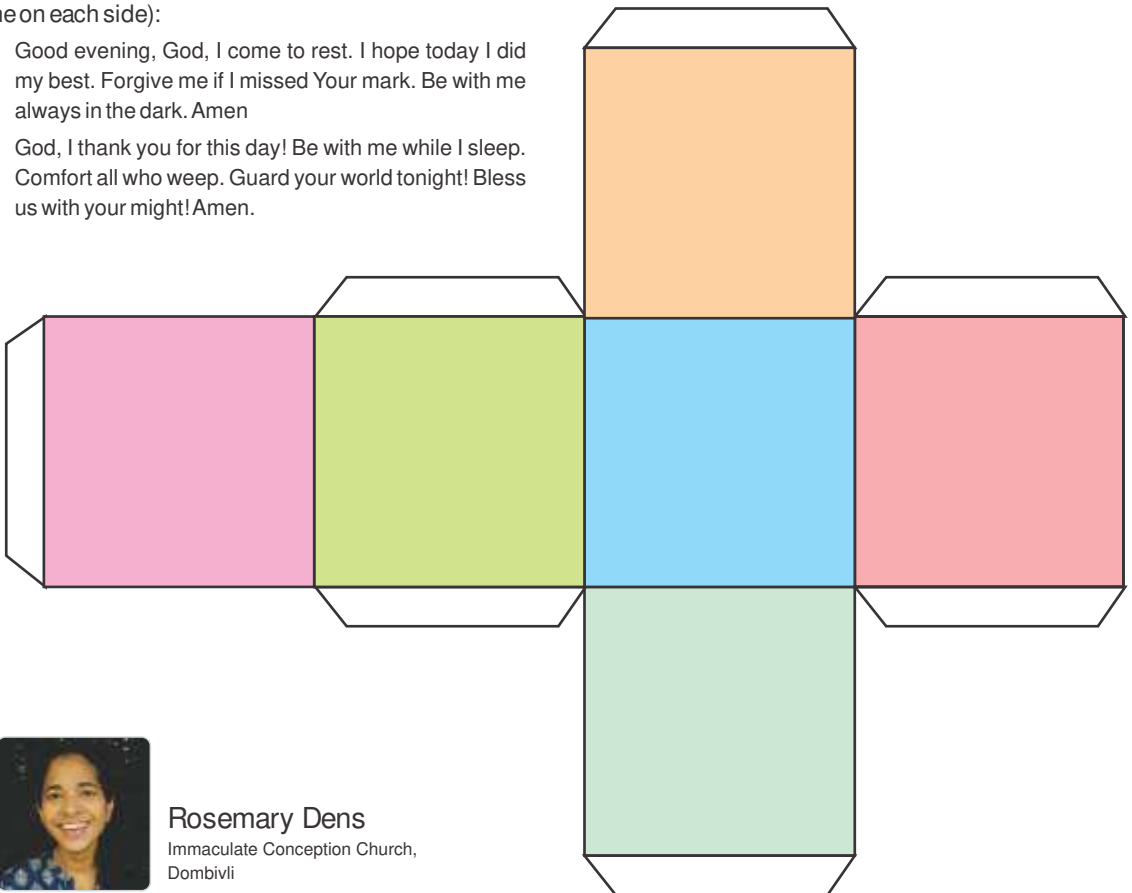 on each side):
Good evening, God, I come to rest. I hope today I did
my best. Forgive me if I missed Your mark. Be with me
always in the dark. Amen
God, I thank you for this day! Be with me while I sleep.
Comfort all who weep. Guard your world tonight! Bless
us with your might! Amen.
Rosemary Dens
Immaculate Conception Church,
Dombivli